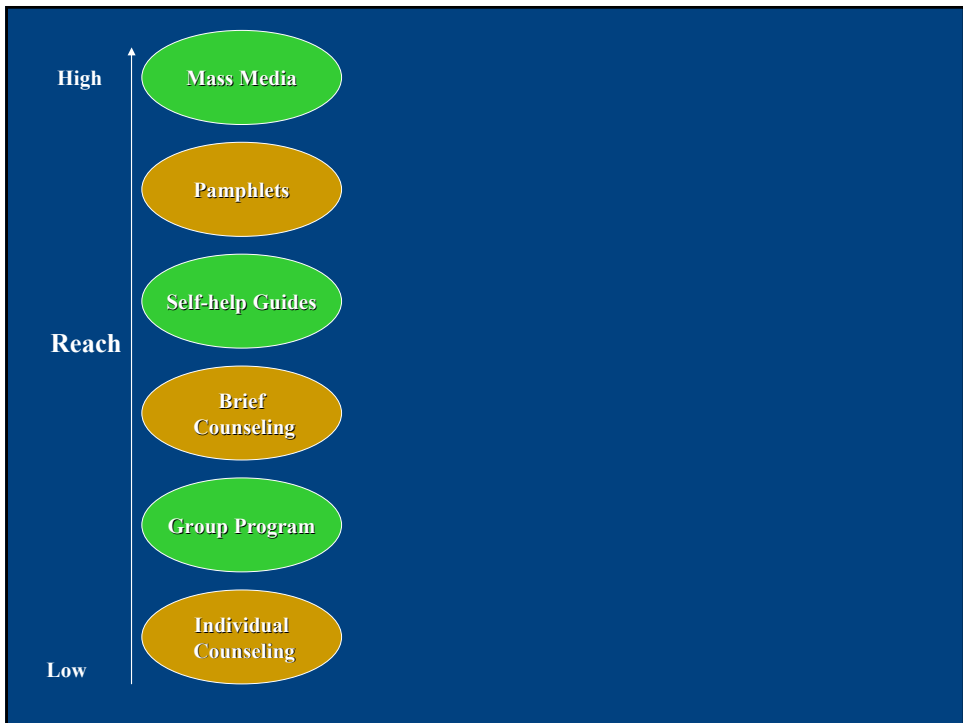 High
Mass Media
Pamphlets
Self-help Guides
Reach
Brief
Counseling
Group Program
Individual
Counseling
Low